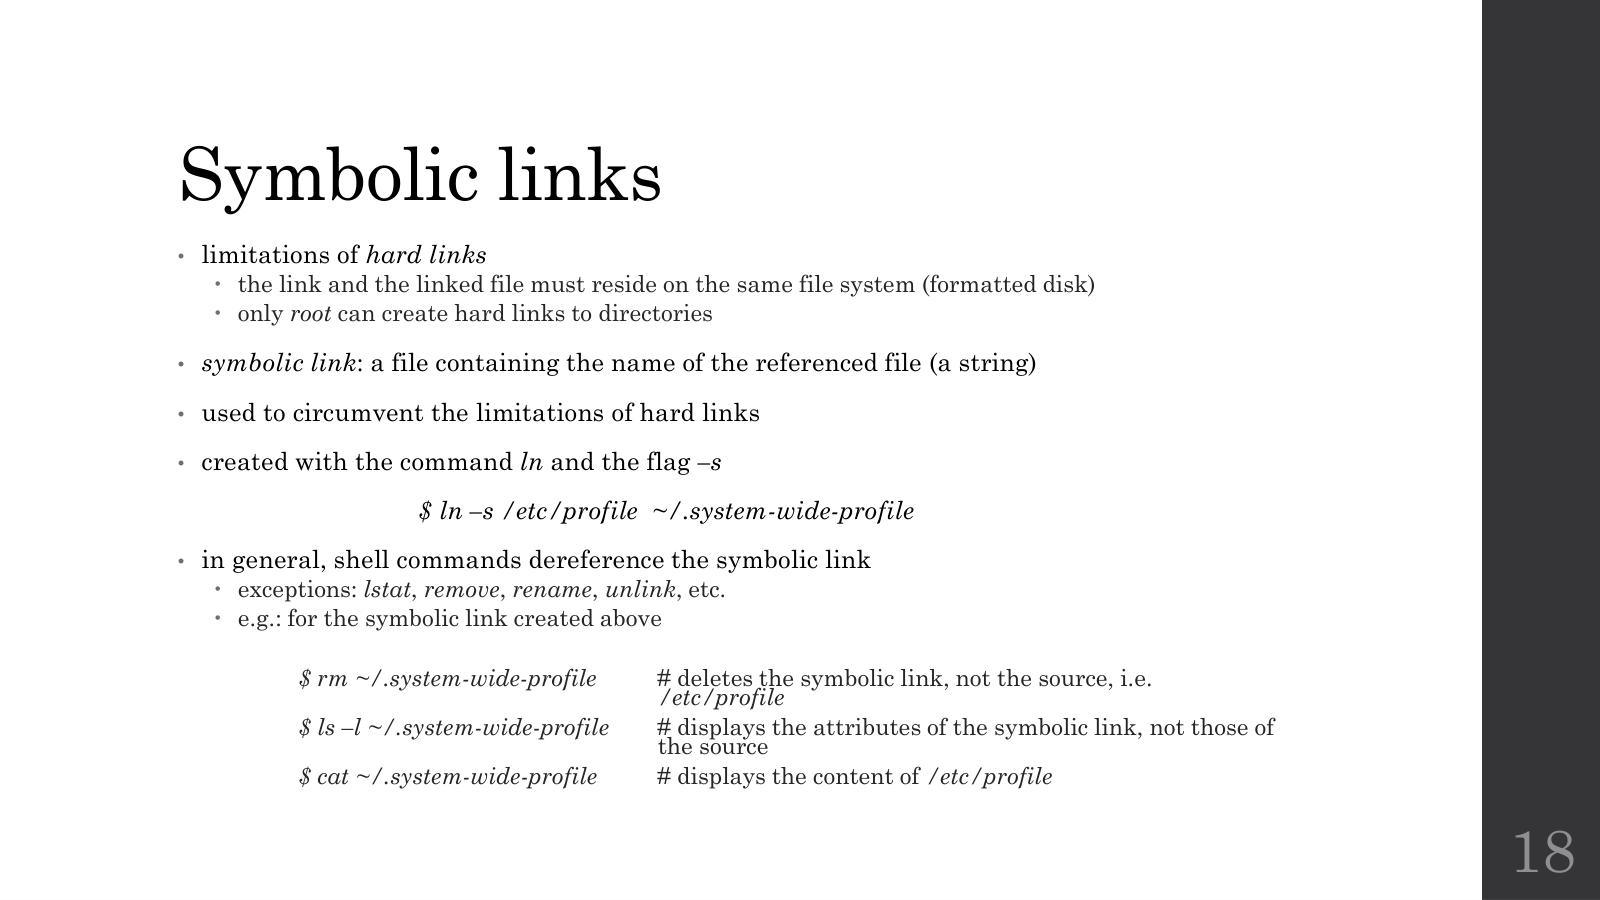 Symbolic links
• limitations of hard links
• the link and the linked file must reside on the same file system (formatted disk)
• only root can create hard links to directories
• symbolic link: a file containing the name of the referenced file (a string)
• used to circumvent the limitations of hard links
• created with the command ln and the flag –s
$ ln –s /etc/profile ~/.system-wide-profile
• in general, shell commands dereference the symbolic link
• exceptions: lstat, remove, rename, unlink, etc.
• e.g.: for the symbolic link created above
$ rm ~/.system-wide-profile # deletes the symbolic link, not the source, i.e.
/etc/profile
$ ls –l ~/.system-wide-profile # displays the attributes of the symbolic link, not those of
the source
$ cat ~/.system-wide-profile # displays the content of /etc/profile
18